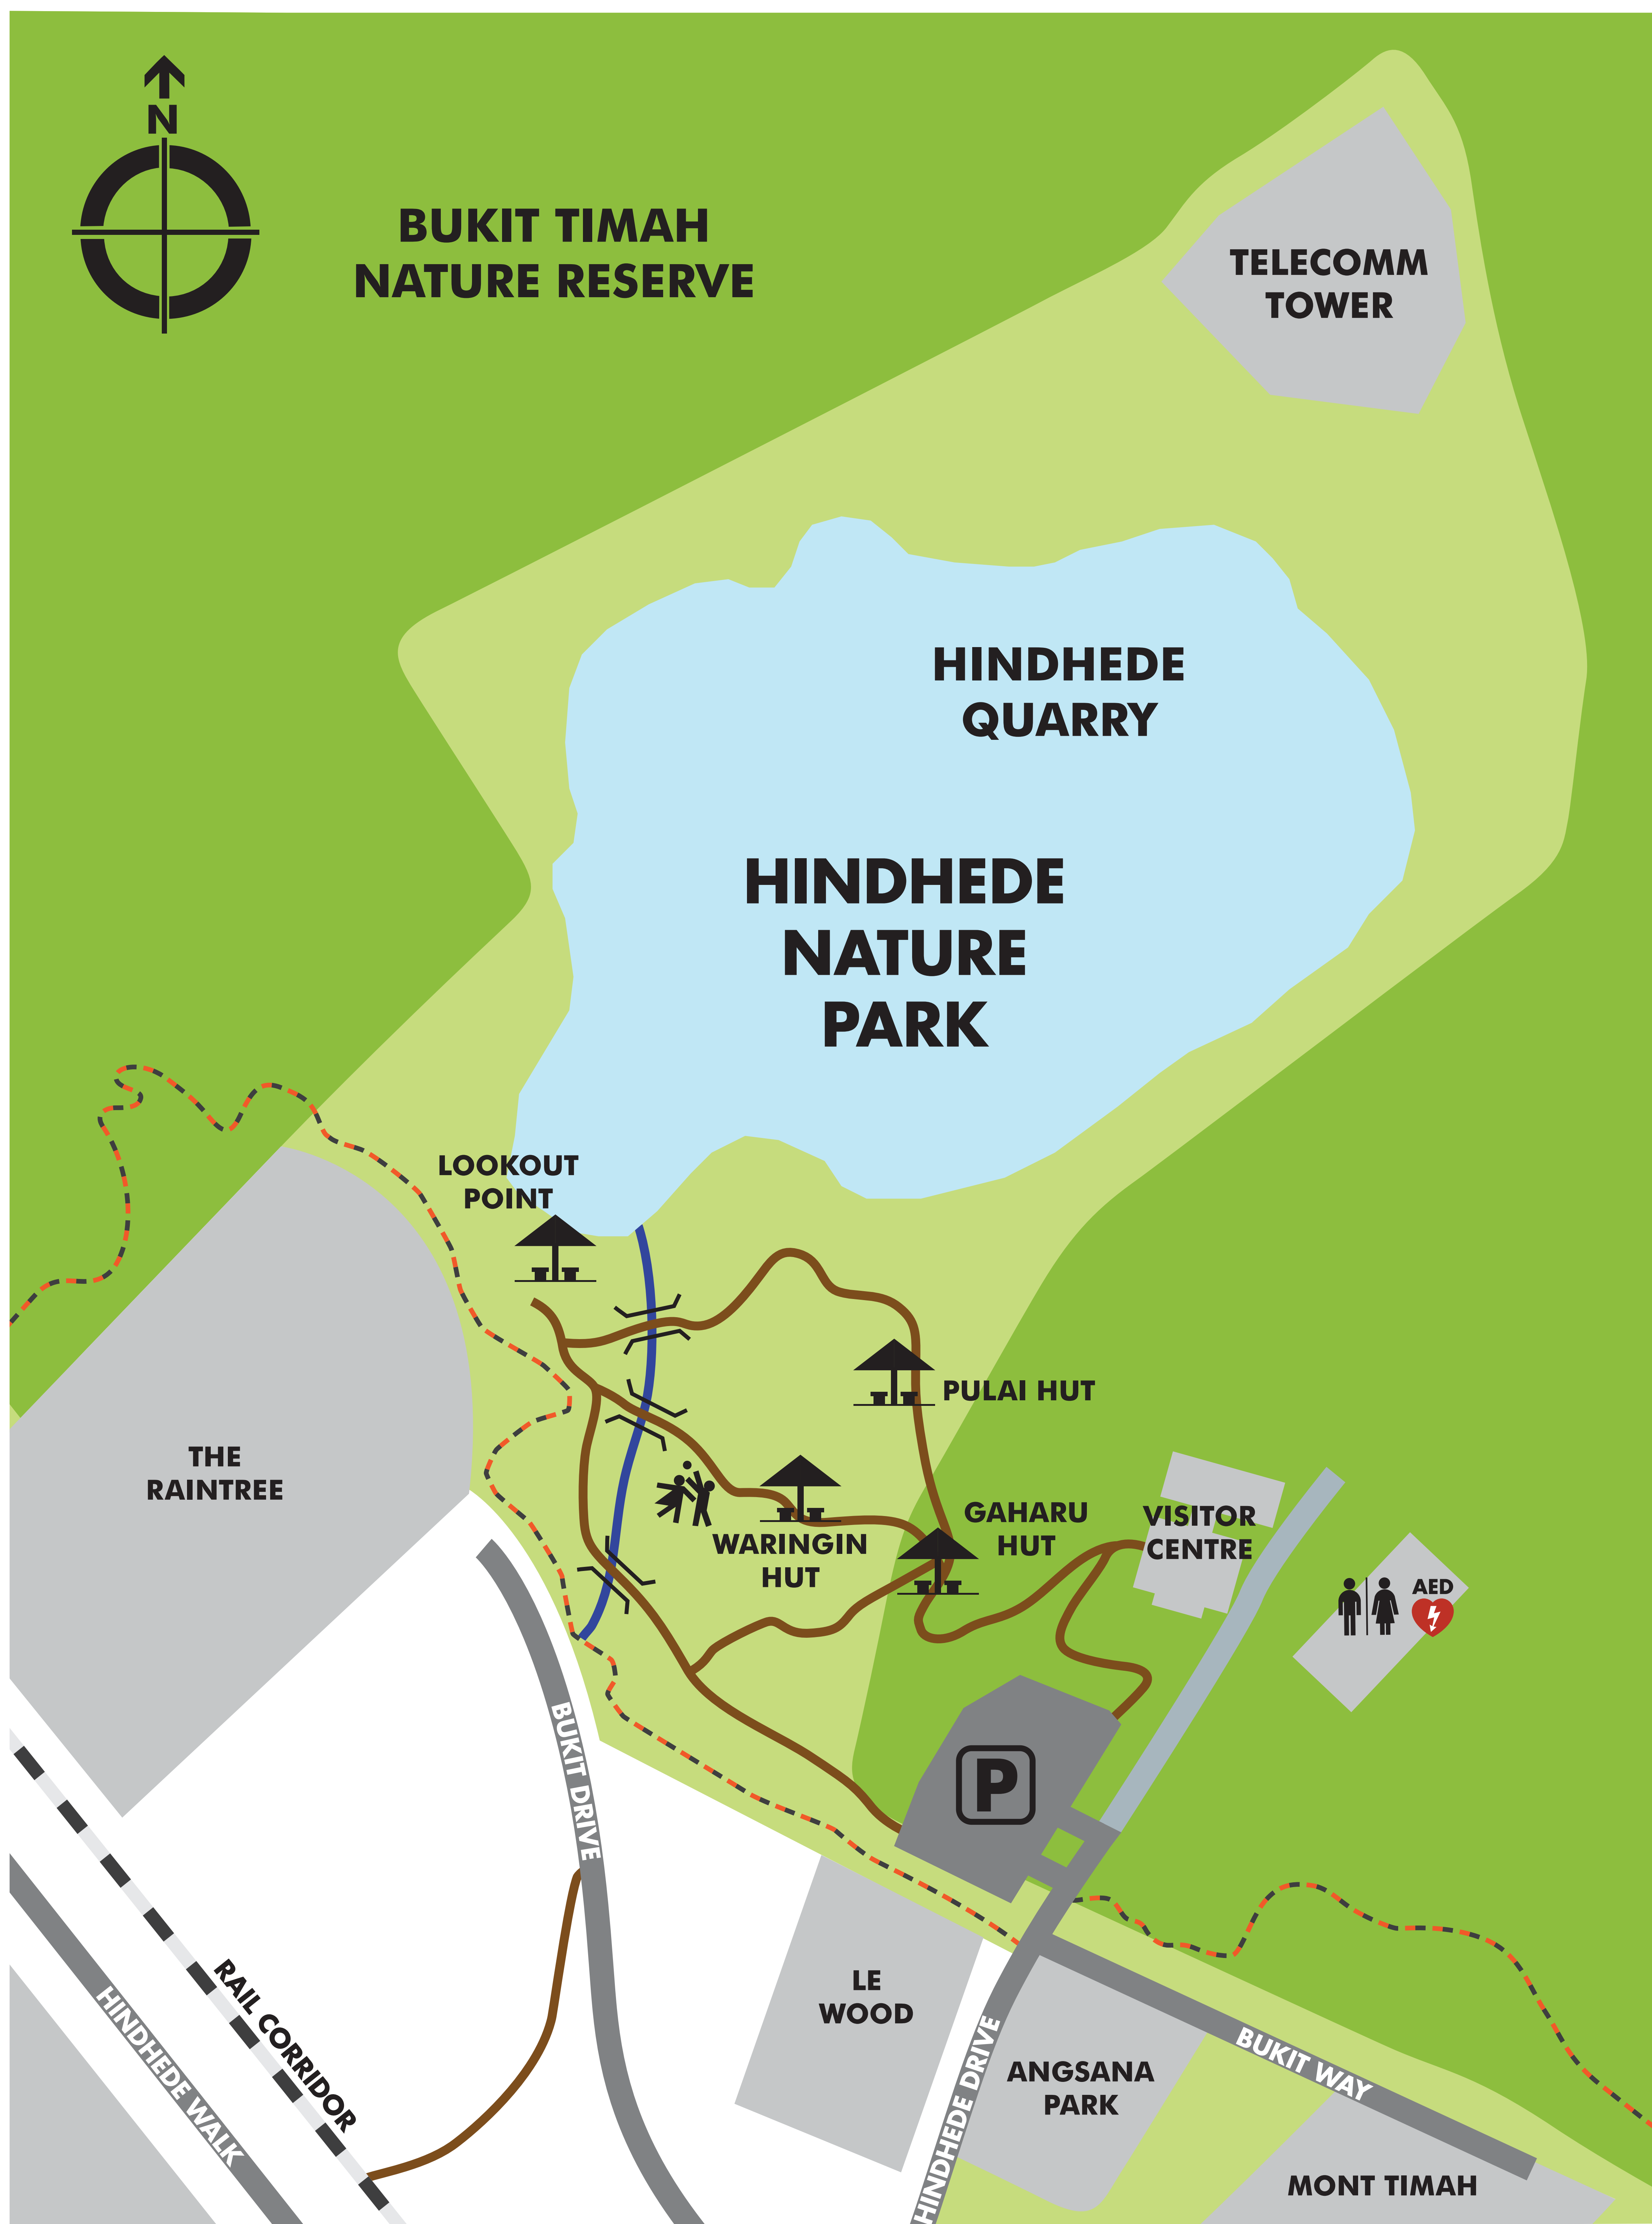 N
BUKIT TIMAH
NATURE RESERVE
TELECOMM
TOWER
HINDHEDE
QUARRY
HINDHEDE
NATURE
PARK
LOOKOUT
POINT
PULAI HUT
THE
RAINTREE
GAHARU
HUT
VISITOR
CENTRE
WARINGIN
HUT
AED
BUKIT DRIVE
P
RAIL CORRIDOR
HINDHEDE WALK
LE
WOOD
HINDHEDE DRIVE
ANGSANA
PARK
BUKIT WAY
MONT TIMAH